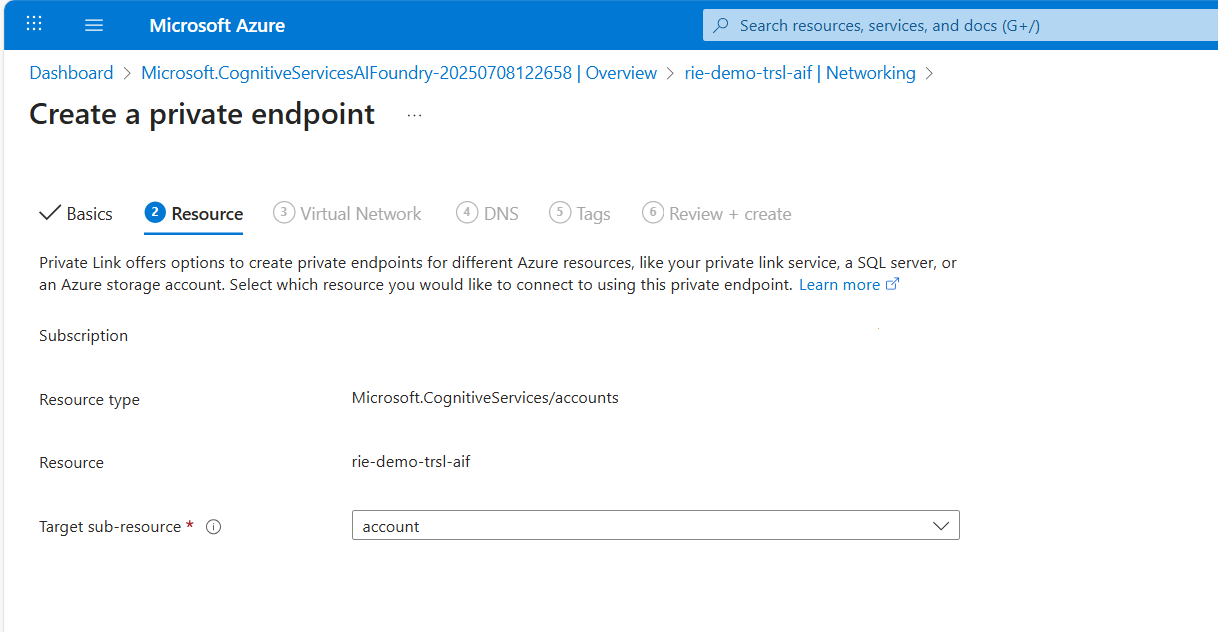 Microsoft Azure
Search resources, services, and docs (G+/)
Dashboard > Microsoft.CognitiveServicesAIFoundry-20250708122658 | Overview > rie-demo-trsl-aif | Networking >
Create a private endpoint ...
Basics
2 Resource
3 Virtual Network
4 DNS
5 Tags
6 Review + create
Private Link offers options to create private endpoints for different Azure resources, like your private link service, a SQL server, or
an Azure storage account. Select which resource you would like to connect to using this private endpoint. Learn more
Subscription
Resource type
Microsoft.CognitiveServices/accounts
Resource
rie-demo-trsl-aif
Target sub-resource *
account